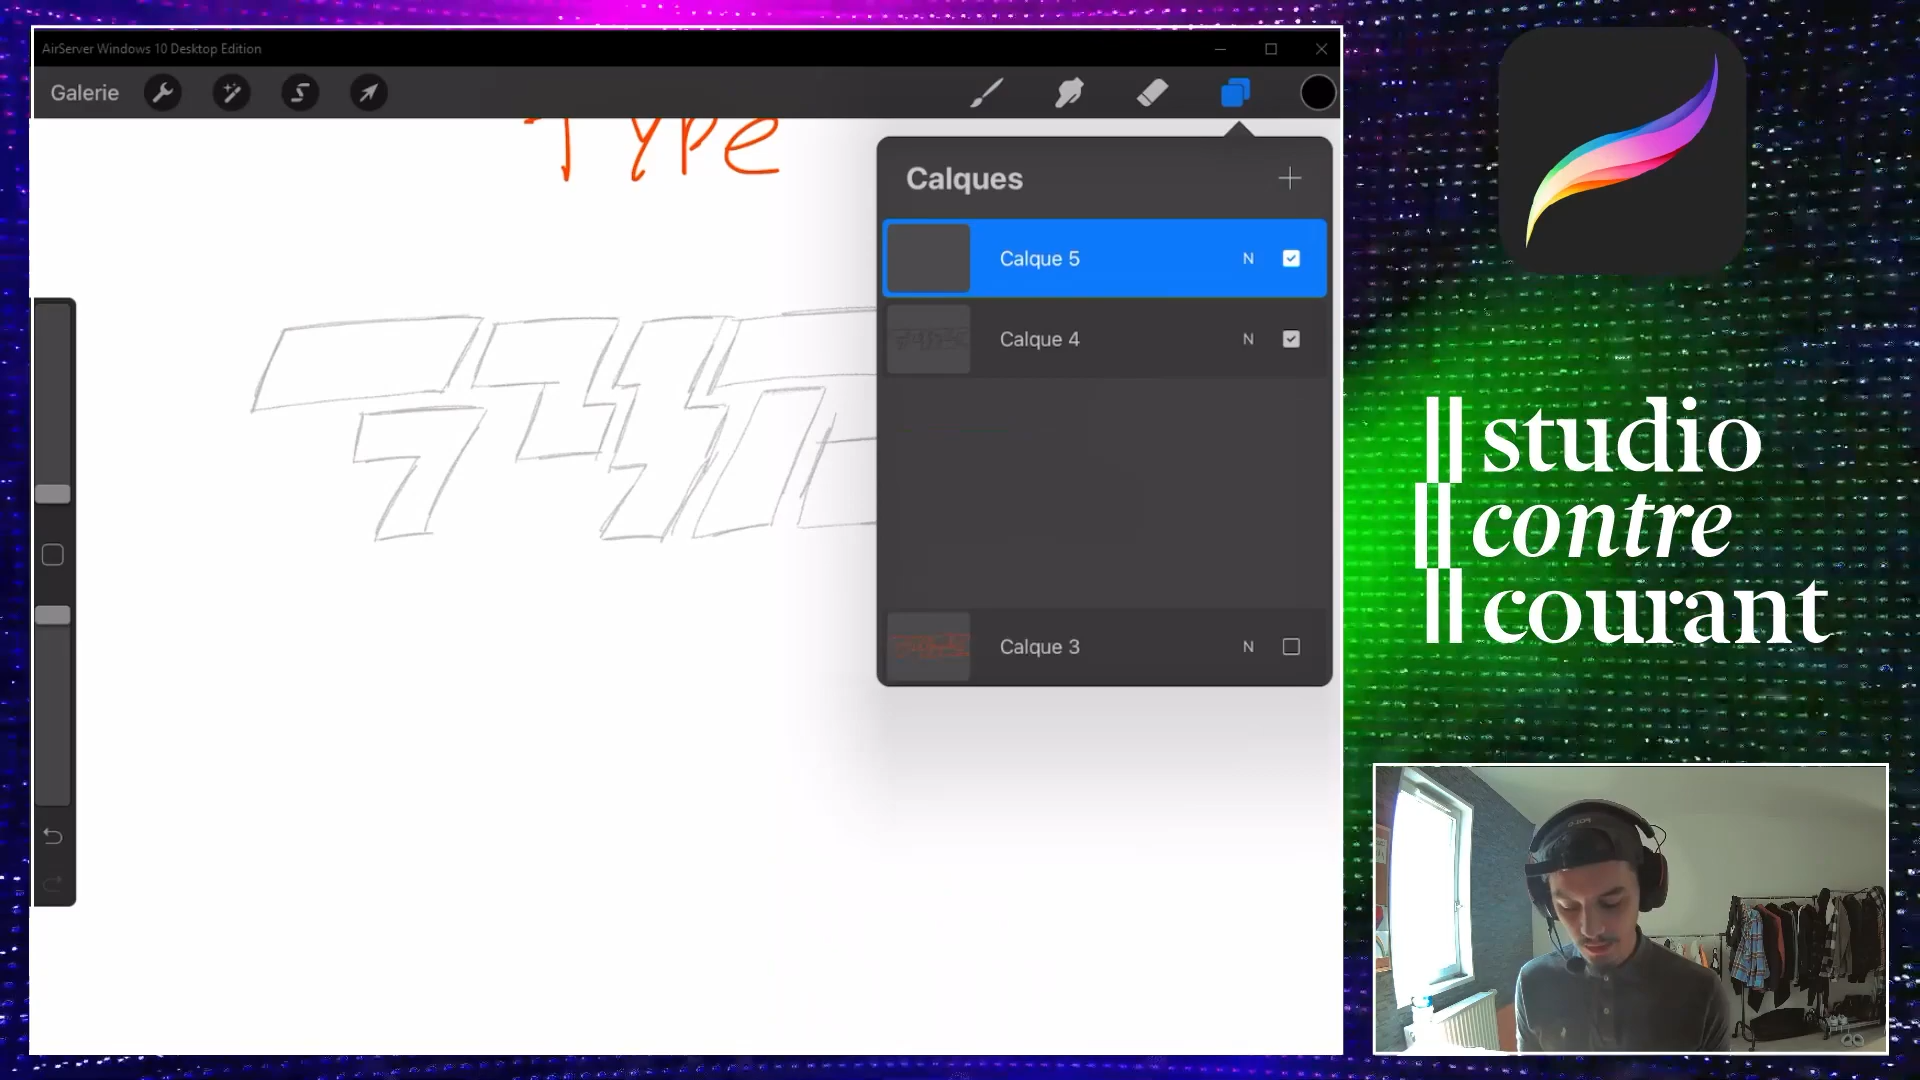 AirServer Windows 10 Desktop Edition
Galerie
Type
Calques
Calque 5 N
Calque 4 N
Calque 3 N
studio
contre
courant